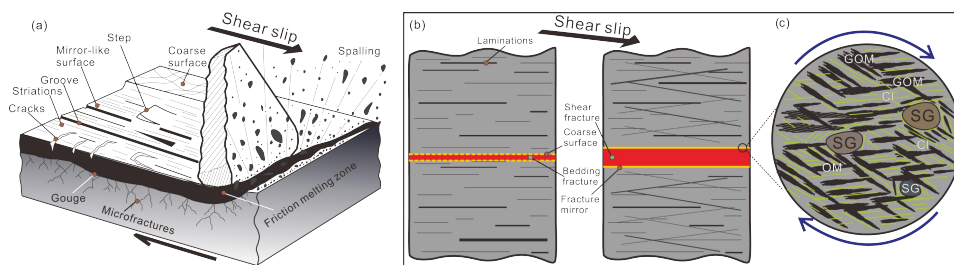 (a)
Shear slip
Step
Mirror-like
surface
Coarse
surface
Spalling
Groove
Striations
Cracks
Gouge
Microfractures
Friction melting zone
(b)
Shear slip
Laminations
Shear
fracture
Coarse
surface
Bedding
fracture
Fracture
mirror
(c)
GOM
GOM
CI
SG
SG
CI
OM
SG